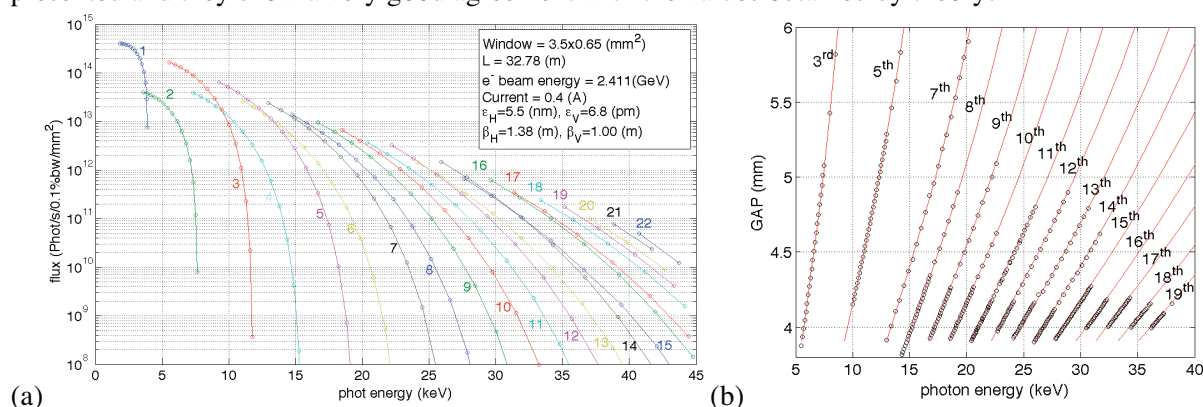 presented and they show a very good agreement with the values obtained by theory.
Window = 3.5x0.65 (mm²)
L = 32.78 (m)
e⁻ beam energy = 2.411(GeV)
Current = 0.4 (A)
ε_H=5.5 (nm), ε_V=6.8 (pm)
β_H=1.38 (m), β_V=1.00 (m)
1
2
3
4
5
6
7
8
9
10
11
12
13
14
15
16
17
18
19
20
21
22
10¹⁵
10¹⁴
10¹³
10¹²
10¹¹
10¹⁰
10⁹
10⁸
flux (Phot/s/0.1%bw/mm²)
0 5 10 15 20 25 30 35 40 45
phot energy (keV)
(a)
3rd
5th
7th
8th
9th
10th
11th
12th
13th
14th
15th
16th
17th
18th
19th
6
5.5
5
4.5
4
GAP (mm)
5 10 15 20 25 30 35 40
photon energy (keV)
(b)